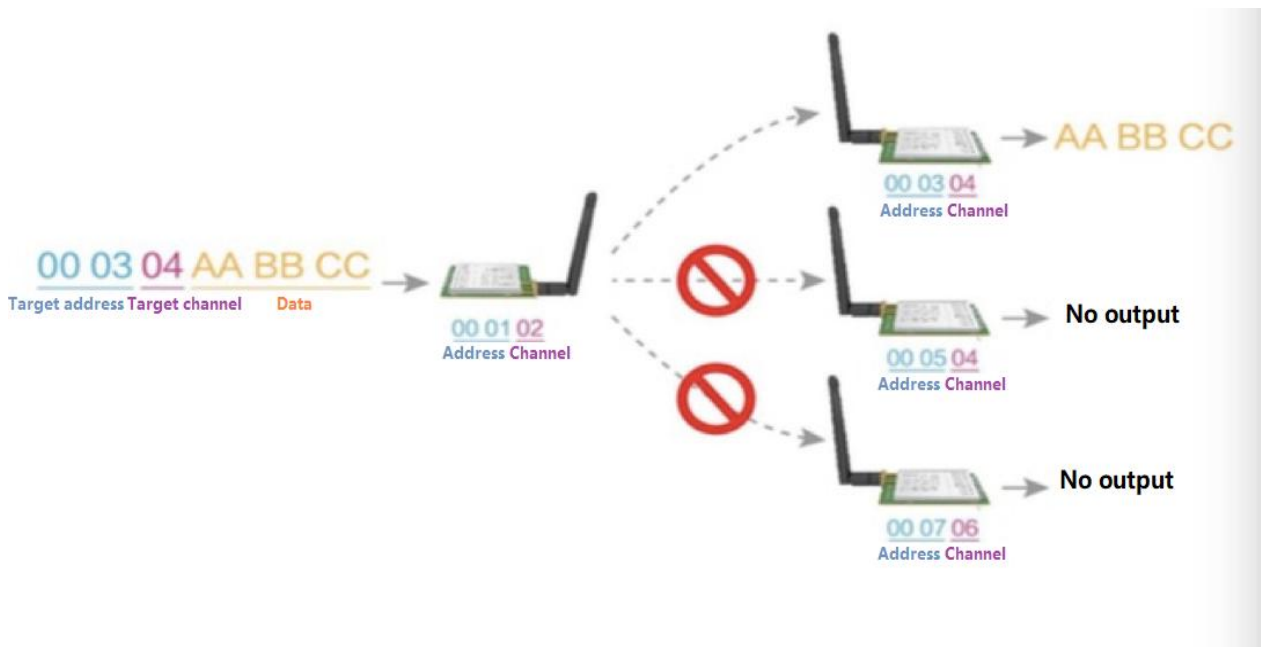 00 03 04 AA BB CC
Target address Target channel Data
00 01 02
Address Channel
AA BB CC
00 03 04
Address Channel
No output
00 05 04
Address Channel
No output
00 07 06
Address Channel